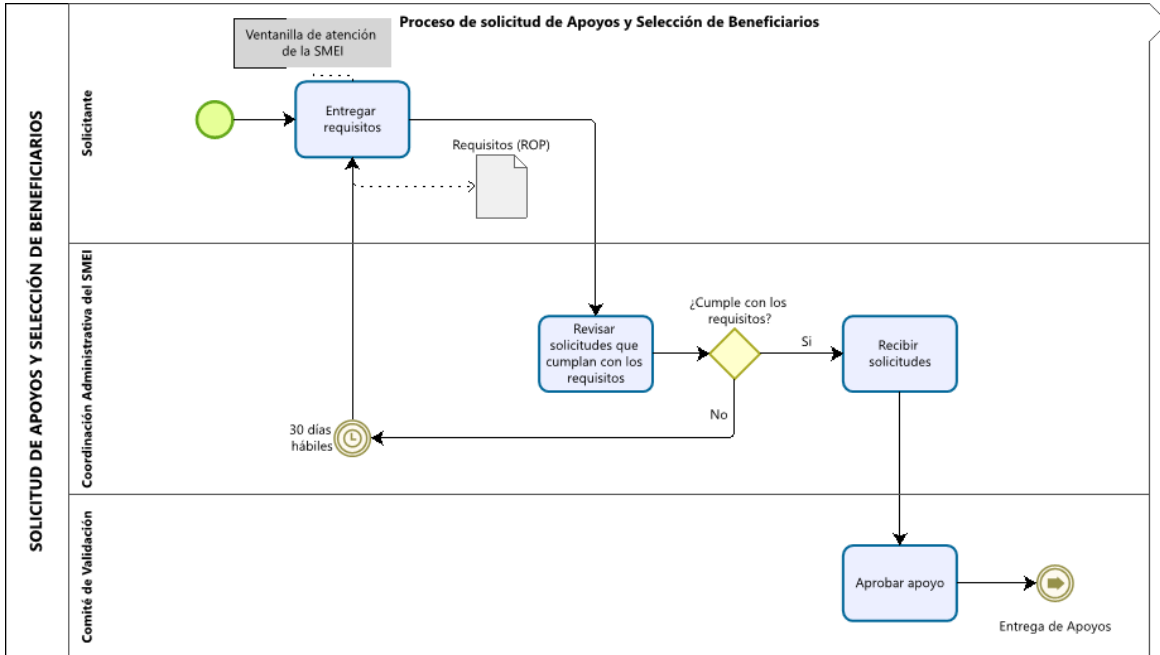 SOLICITUD DE APOYOS Y SELECCIÓN DE BENEFICIARIOS
Proceso de solicitud de Apoyos y Selección de Beneficiarios
Solicitante
Ventanilla de atención
de la SMEI
Entregar
requisitos
Requisitos (ROP)
Coordinación Administrativa del SMEI
Revisar
solicitudes que
cumplan con los
requisitos
¿Cumple con los
requisitos?
Si
No
Recibir
solicitudes
30 días
hábiles
Comité de Validación
Aprobar apoyo
Entrega de Apoyos